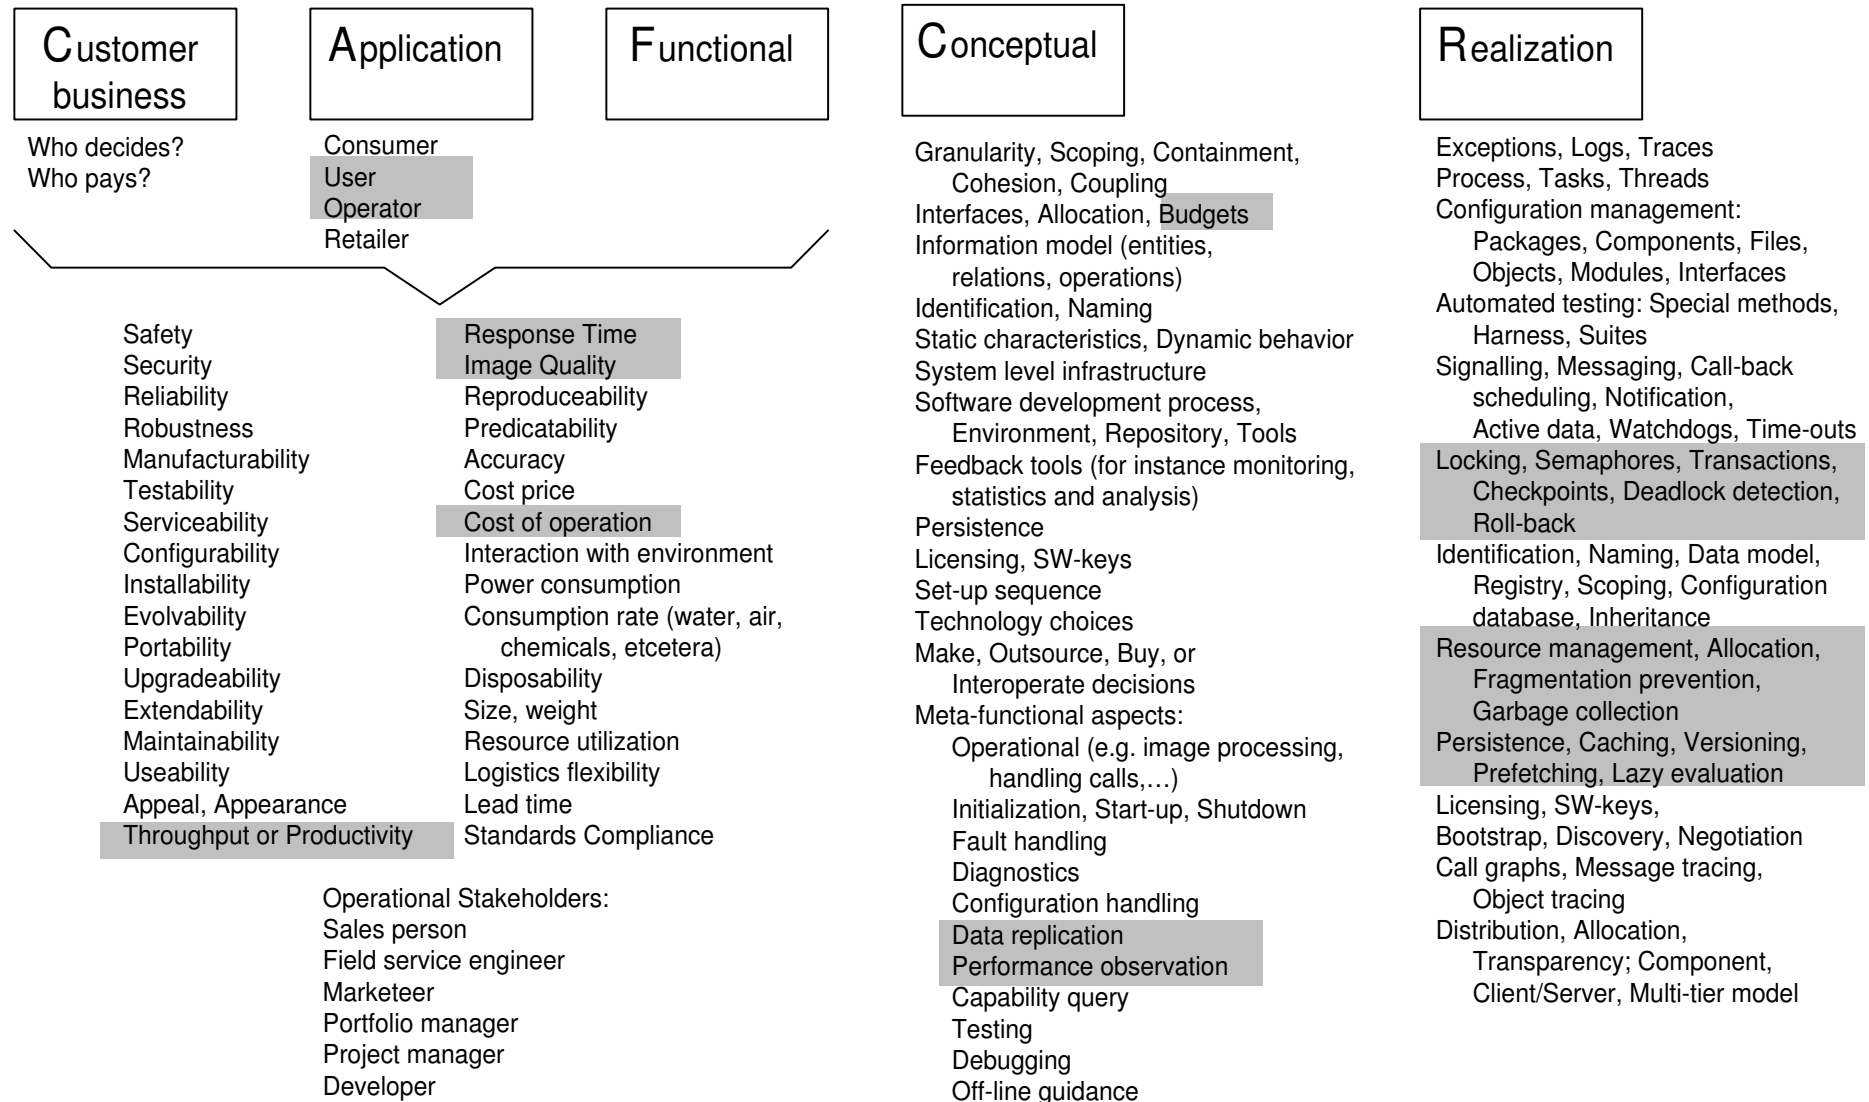 Customer
business
Application
Functional
Conceptual
Realization
Who decides?
Who pays?
Consumer
User
Operator
Retailer
Safety
Security
Reliability
Robustness
Manufacturability
Testability
Serviceability
Configurability
Installability
Evolvability
Portability
Upgradeability
Extendability
Maintainability
Useability
Appeal, Appearance
Throughput or Productivity
Response Time
Image Quality
Reproduceability
Predicatability
Accuracy
Cost price
Cost of operation
Interaction with environment
Power consumption
Consumption rate (water, air,
chemicals, etcetera)
Disposability
Size, weight
Resource utilization
Logistics flexibility
Lead time
Standards Compliance
Operational Stakeholders:
Sales person
Field service engineer
Marketeer
Portfolio manager
Project manager
Developer
Granularity, Scoping, Containment,
Cohesion, Coupling
Interfaces, Allocation, Budgets
Information model (entities,
relations, operations)
Identification, Naming
Static characteristics, Dynamic behavior
System level infrastructure
Software development process,
Environment, Repository, Tools
Feedback tools (for instance monitoring,
statistics and analysis)
Persistence
Licensing, SW-keys
Set-up sequence
Technology choices
Make, Outsource, Buy, or
Interoperate decisions
Meta-functional aspects:
Operational (e.g. image processing,
handling calls,…)
Initialization, Start-up, Shutdown
Fault handling
Diagnostics
Configuration handling
Data replication
Performance observation
Capability query
Testing
Debugging
Off-line guidance
Exceptions, Logs, Traces
Process, Tasks, Threads
Configuration management:
Packages, Components, Files,
Objects, Modules, Interfaces
Automated testing: Special methods,
Harness, Suites
Signalling, Messaging, Call-back
scheduling, Notification,
Active data, Watchdogs, Time-outs
Locking, Semaphores, Transactions,
Checkpoints, Deadlock detection,
Roll-back
Identification, Naming, Data model,
Registry, Scoping, Configuration
database, Inheritance
Resource management, Allocation,
Fragmentation prevention,
Garbage collection
Persistence, Caching, Versioning,
Prefetching, Lazy evaluation
Licensing, SW-keys,
Bootstrap, Discovery, Negotiation
Call graphs, Message tracing,
Object tracing
Distribution, Allocation,
Transparency; Component,
Client/Server, Multi-tier model